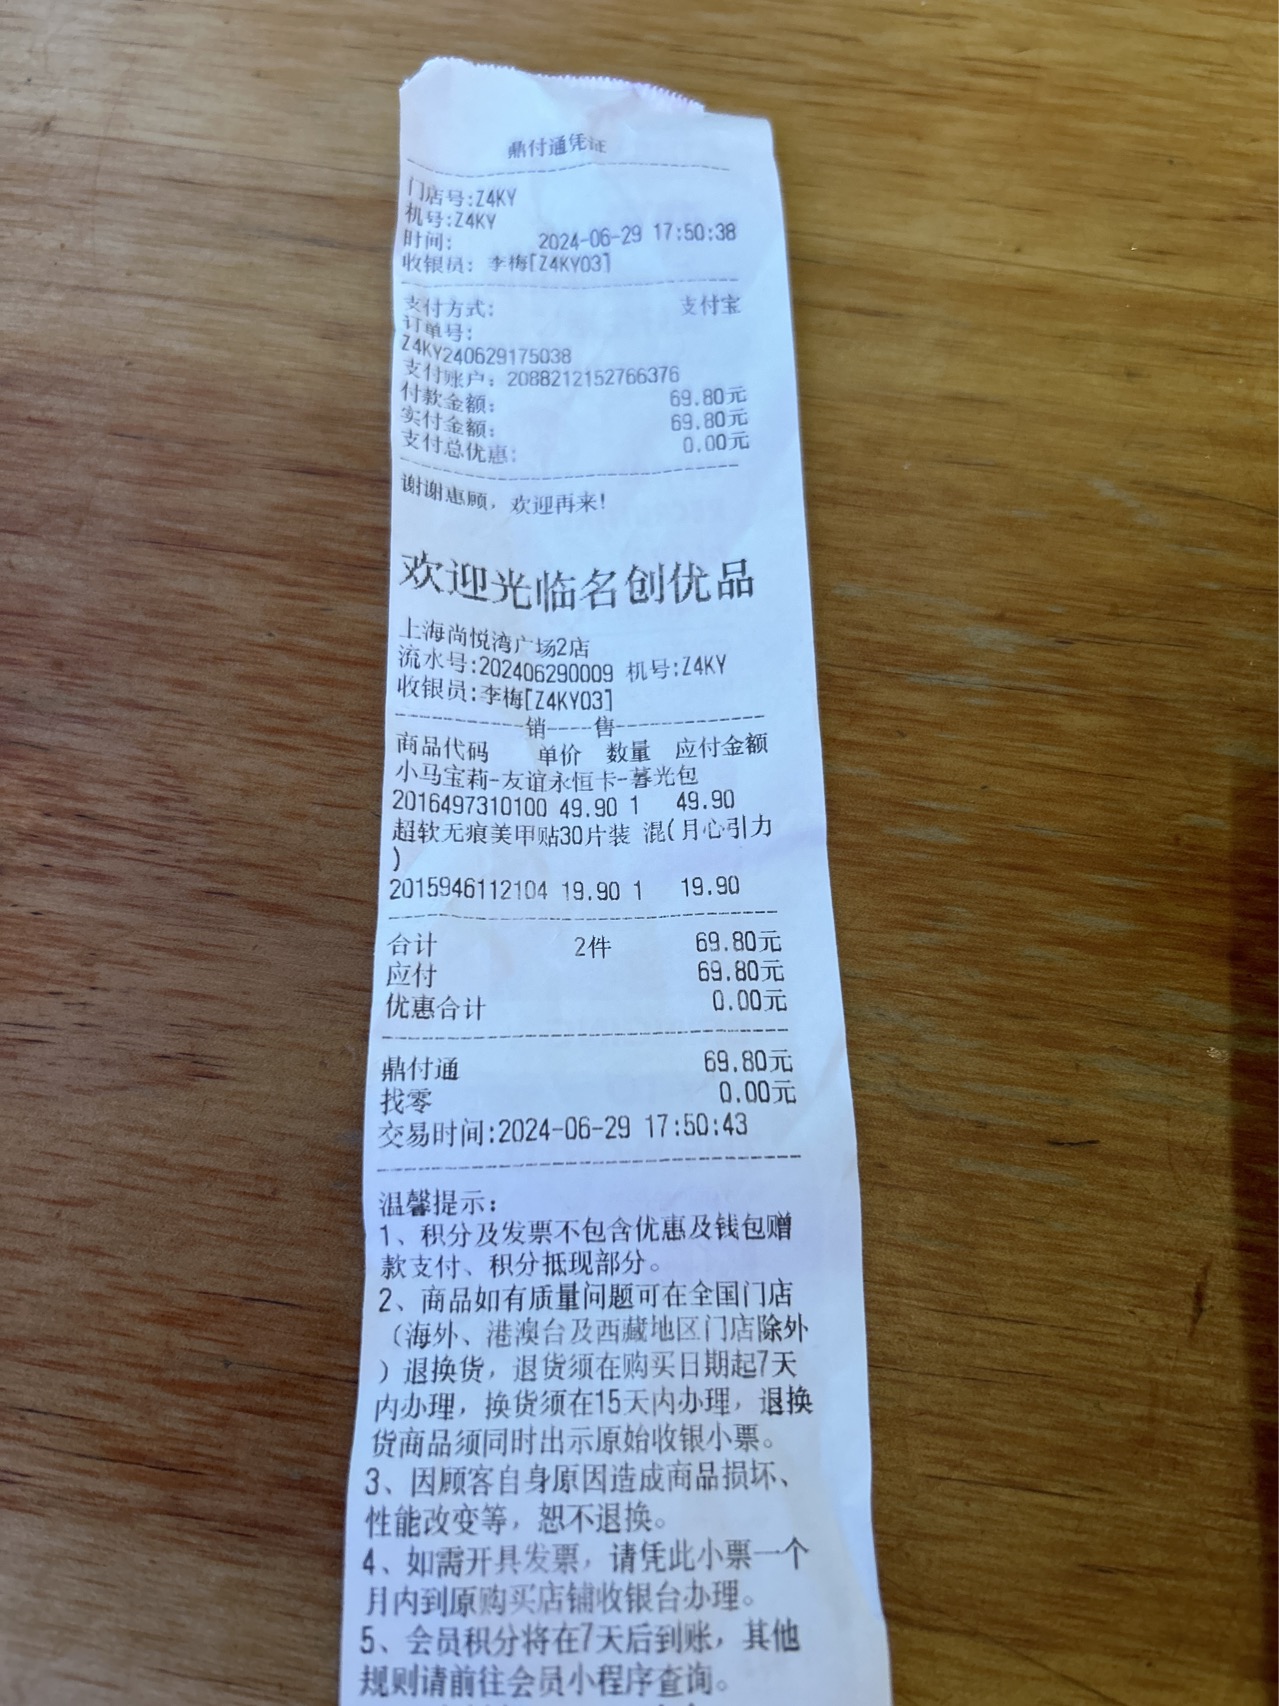 鼎付通凭证
门店号:Z4KY
机号:Z4KY
时间: 2024-06-29 17:50:38
收银员: 李梅[Z4KY03]
支付方式: 支付宝
订单号:
Z4KY240629175038
支付账户: 2088212152766376
付款金额: 69.80元
实付金额: 69.80元
支付总优惠: 0.00元
谢谢惠顾, 欢迎再来!
欢迎光临名创优品
上海尚悦湾广场2店
流水号:202406290009 机号:Z4KY
收银员:李梅[Z4KY03]
销----售
商品代码 单价 数量 应付金额
小马宝莉-友谊永恒卡-暮光包
2016497310100 49.90 1 49.90
超软无痕美甲贴30片装 混(月心引力
)
2015946112104 19.90 1 19.90
合计 2件 69.80元
应付 69.80元
优惠合计 0.00元
鼎付通 69.80元
找零 0.00元
交易时间:2024-06-29 17:50:43
温馨提示:
1、积分及发票不包含优惠及钱包赠
款支付、积分抵现部分。
2、商品如有质量问题可在全国门店
（海外、港澳台及西藏地区门店除外
）退换货, 退货须在购买日期起7天
内办理, 换货须在15天内办理, 退换
货商品须同时出示原始收银小票。
3、因顾客自身原因造成商品损坏、
性能改变等, 恕不退换。
4、如需开具发票, 请凭此小票一个
月内到原购买店铺收银台办理。
5、会员积分将在7天后到账, 其他
规则请前往会员小程序查询。